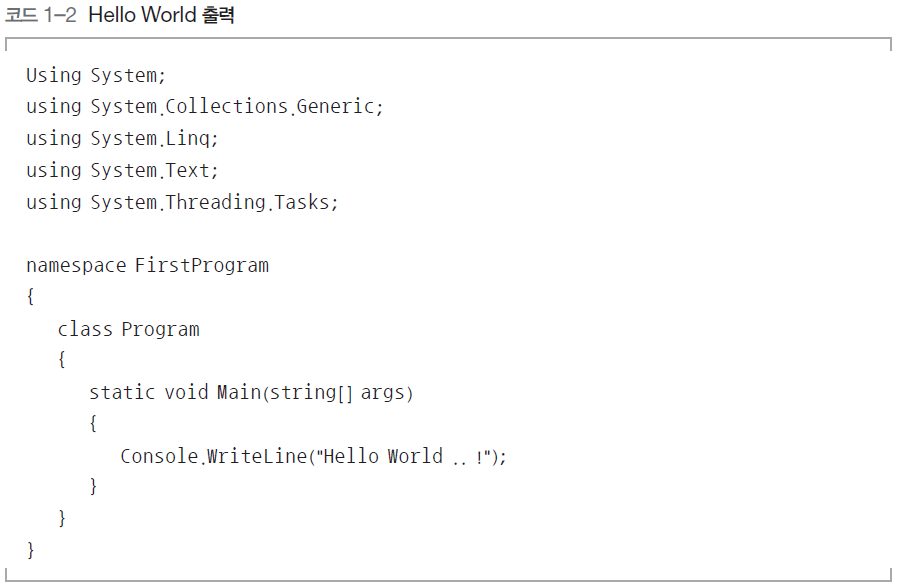 코드 1-2 Hello World 출력
Using System;
using System.Collections.Generic;
using System.Linq;
using System.Text;
using System.Threading.Tasks;
namespace FirstProgram
{
class Program
{
static void Main(string[] args)
{
Console.WriteLine("Hello World .. !");
}
}
}